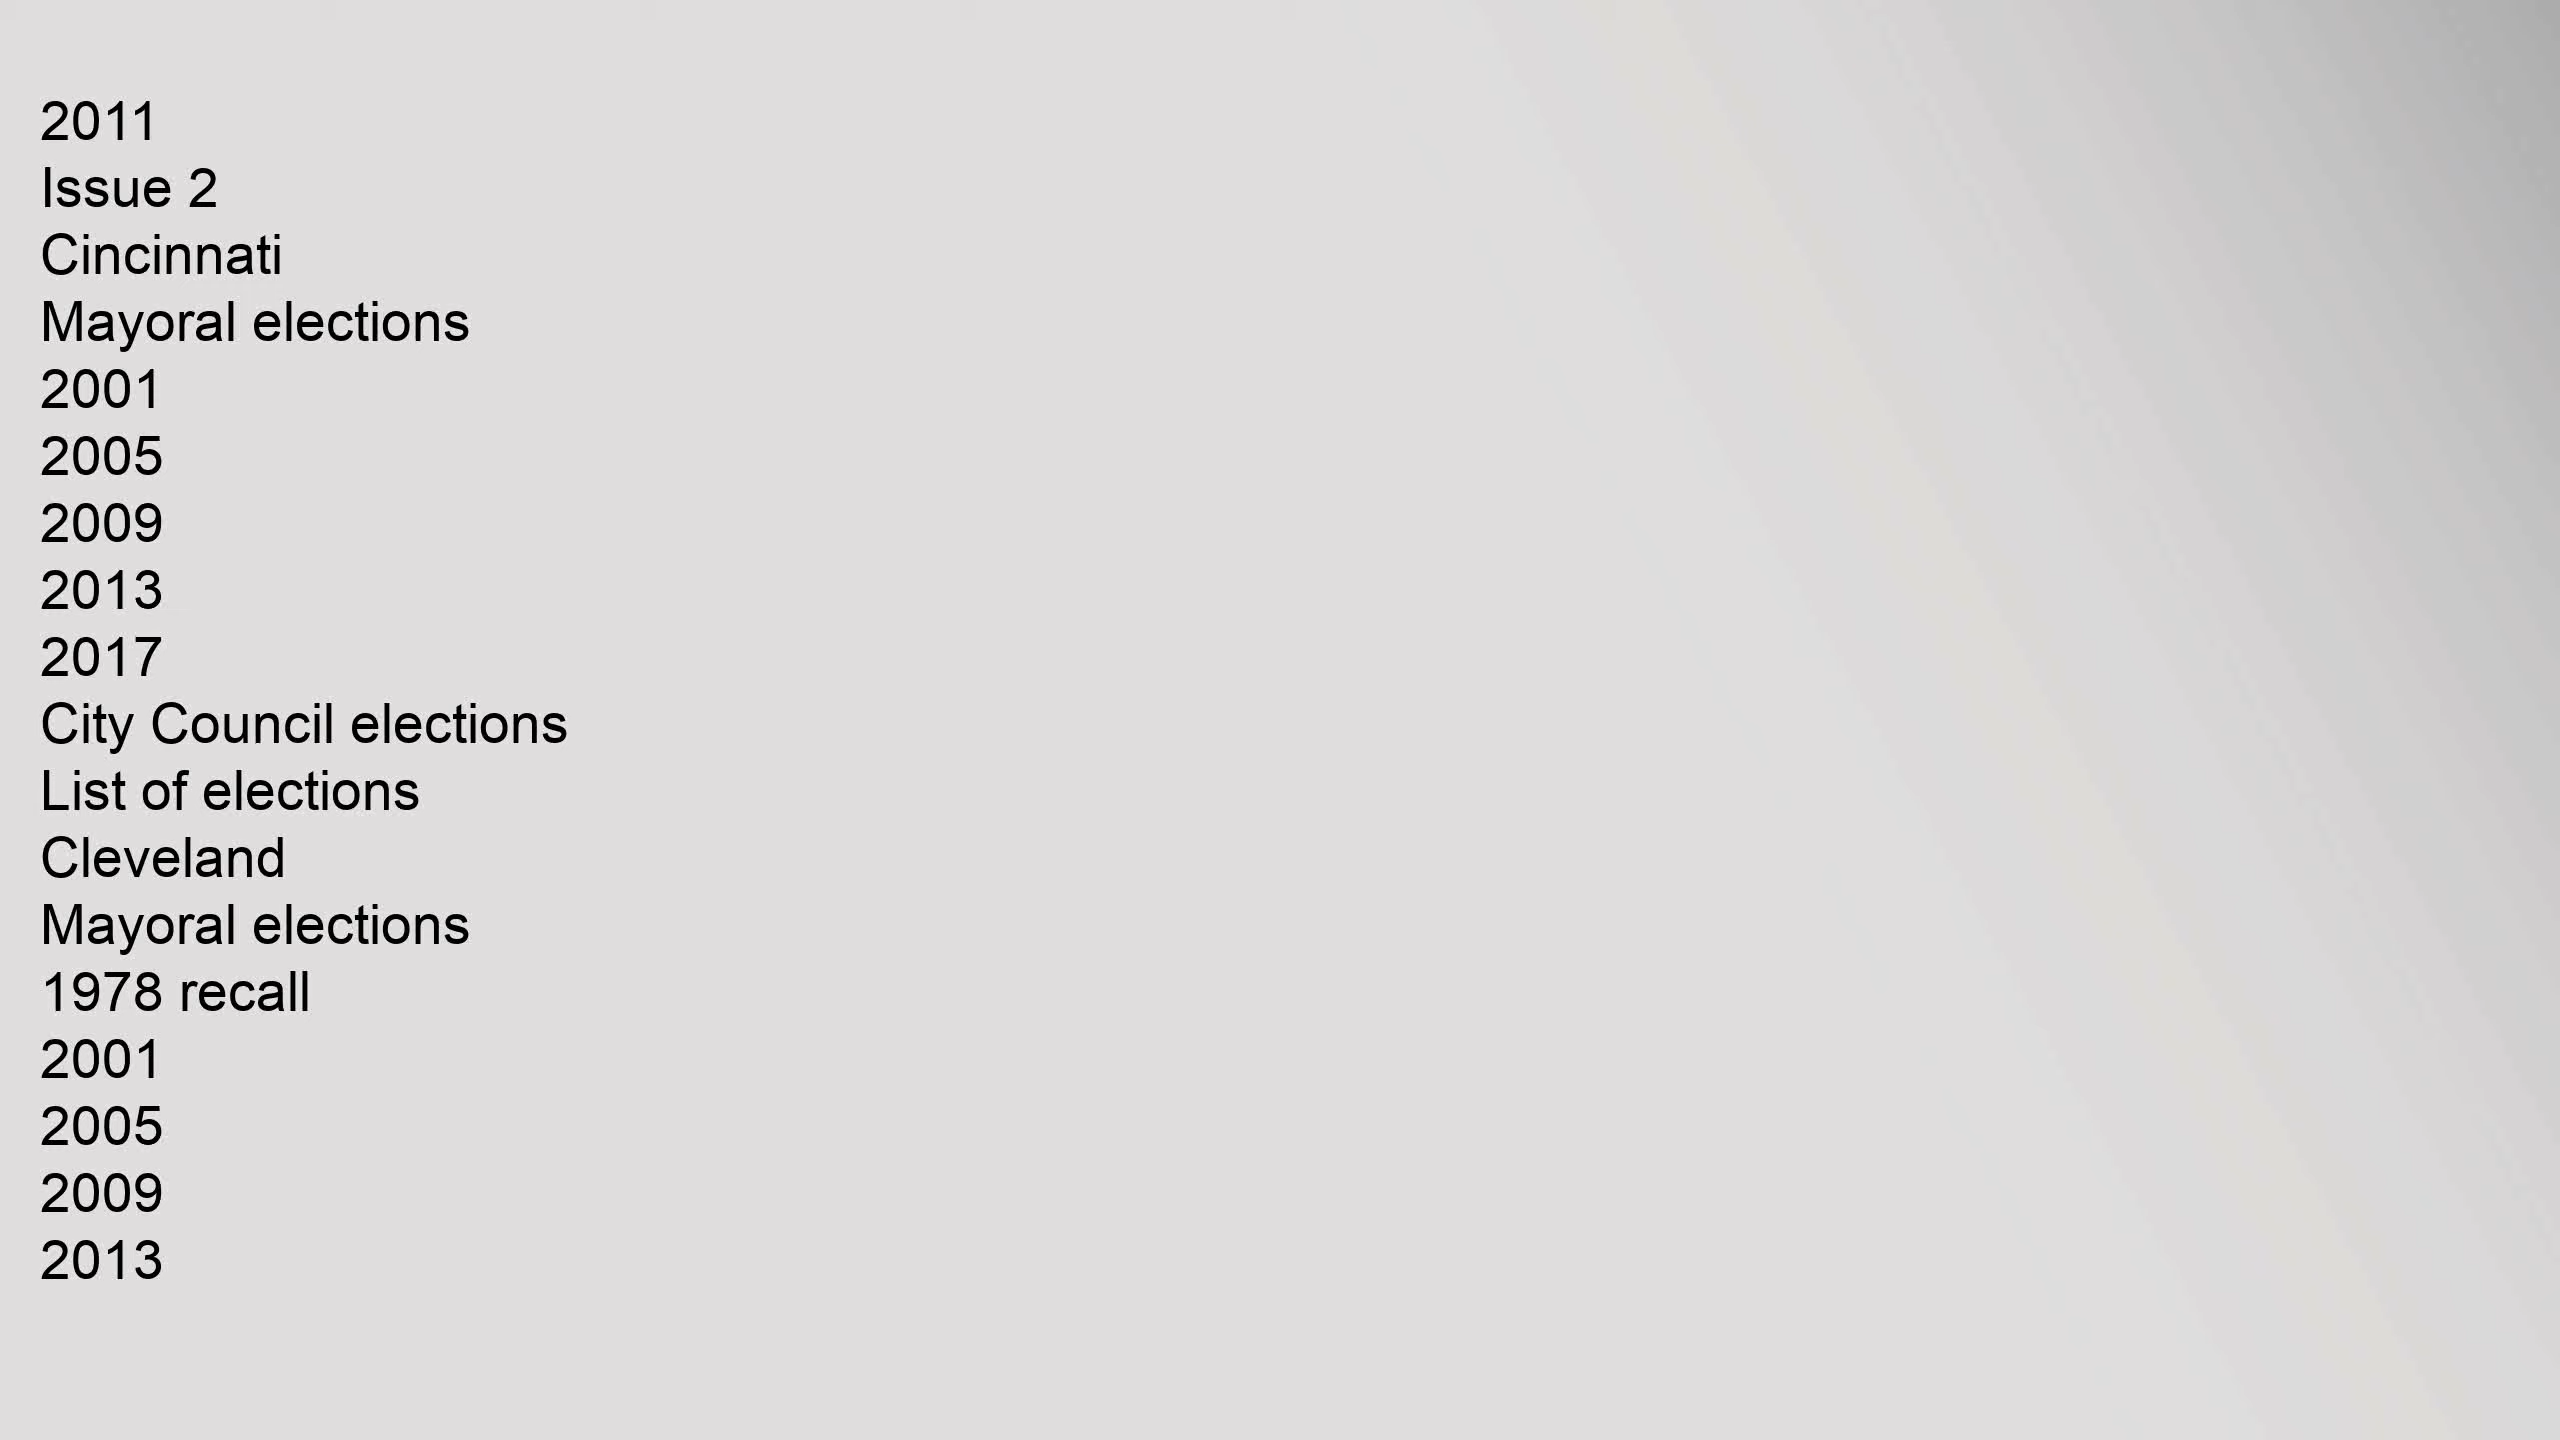 2011
Issue 2
Cincinnati
Mayoral elections
2001
2005
2009
2013
2017
City Council elections
List of elections
Cleveland
Mayoral elections
1978 recall
2001
2005
2009
2013